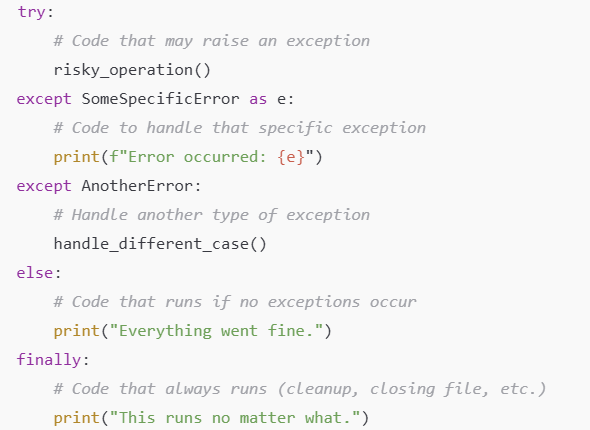 try:
    # Code that may raise an exception
    risky_operation()
except SomeSpecificError as e:
    # Code to handle that specific exception
    print(f"Error occurred: {e}")
except AnotherError:
    # Handle another type of exception
    handle_different_case()
else:
    # Code that runs if no exceptions occur
    print("Everything went fine.")
finally:
    # Code that always runs (cleanup, closing file, etc.)
    print("This runs no matter what.")